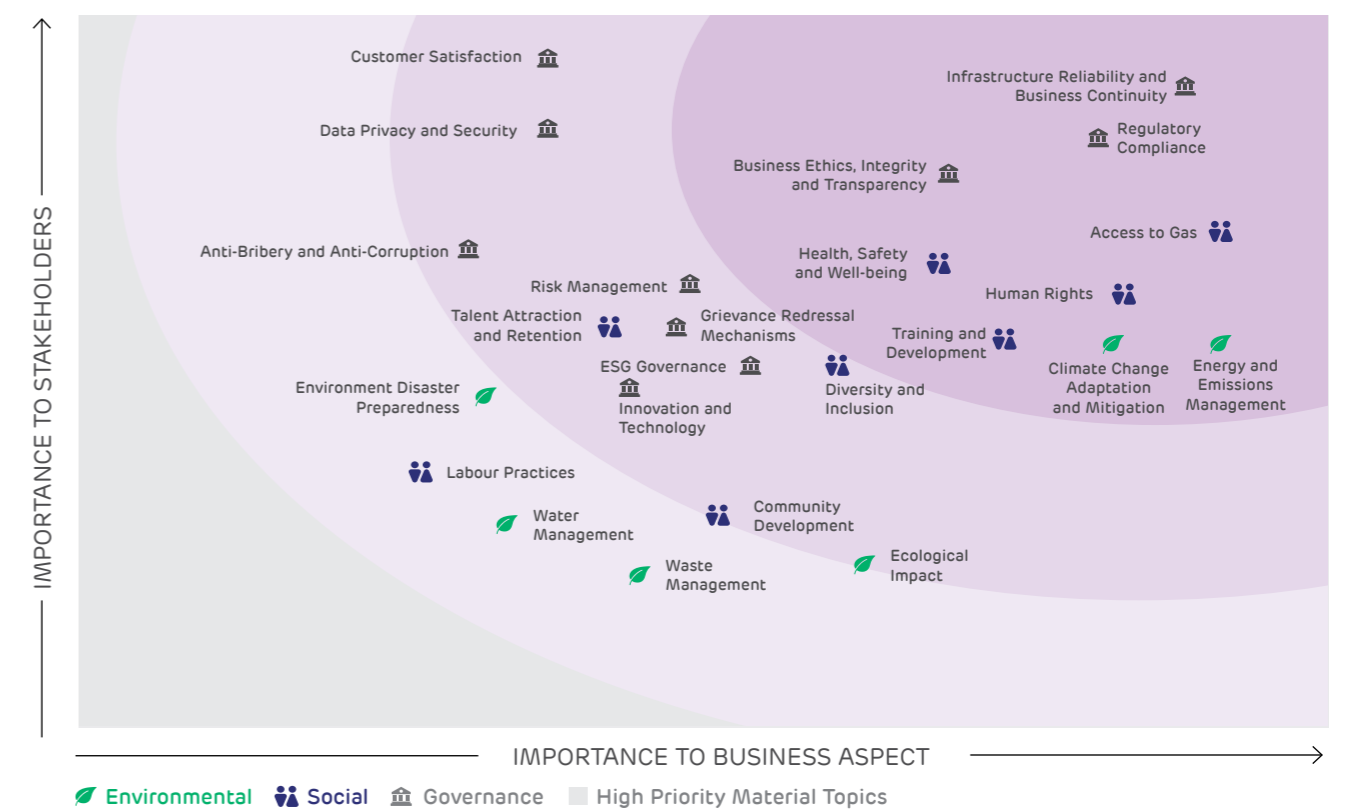 IMPORTANCE TO STAKEHOLDERS
Customer Satisfaction
Data Privacy and Security
Infrastructure Reliability and
Business Continuity
Regulatory
Compliance
Business Ethics, Integrity
and Transparency
Access to Gas
Anti-Bribery and Anti-Corruption
Health, Safety
and Well-being
Risk Management
Human Rights
Talent Attraction
and Retention
Grievance Redressal
Mechanisms
Training and
Development
ESG Governance
Climate Change
Adaptation
and Mitigation
Energy and
Emissions
Management
Environment Disaster
Preparedness
Innovation and
Technology
Diversity and
Inclusion
Labour Practices
Water
Management
Community
Development
Waste
Management
Ecological
Impact
IMPORTANCE TO BUSINESS ASPECT
Environmental Social Governance High Priority Material Topics